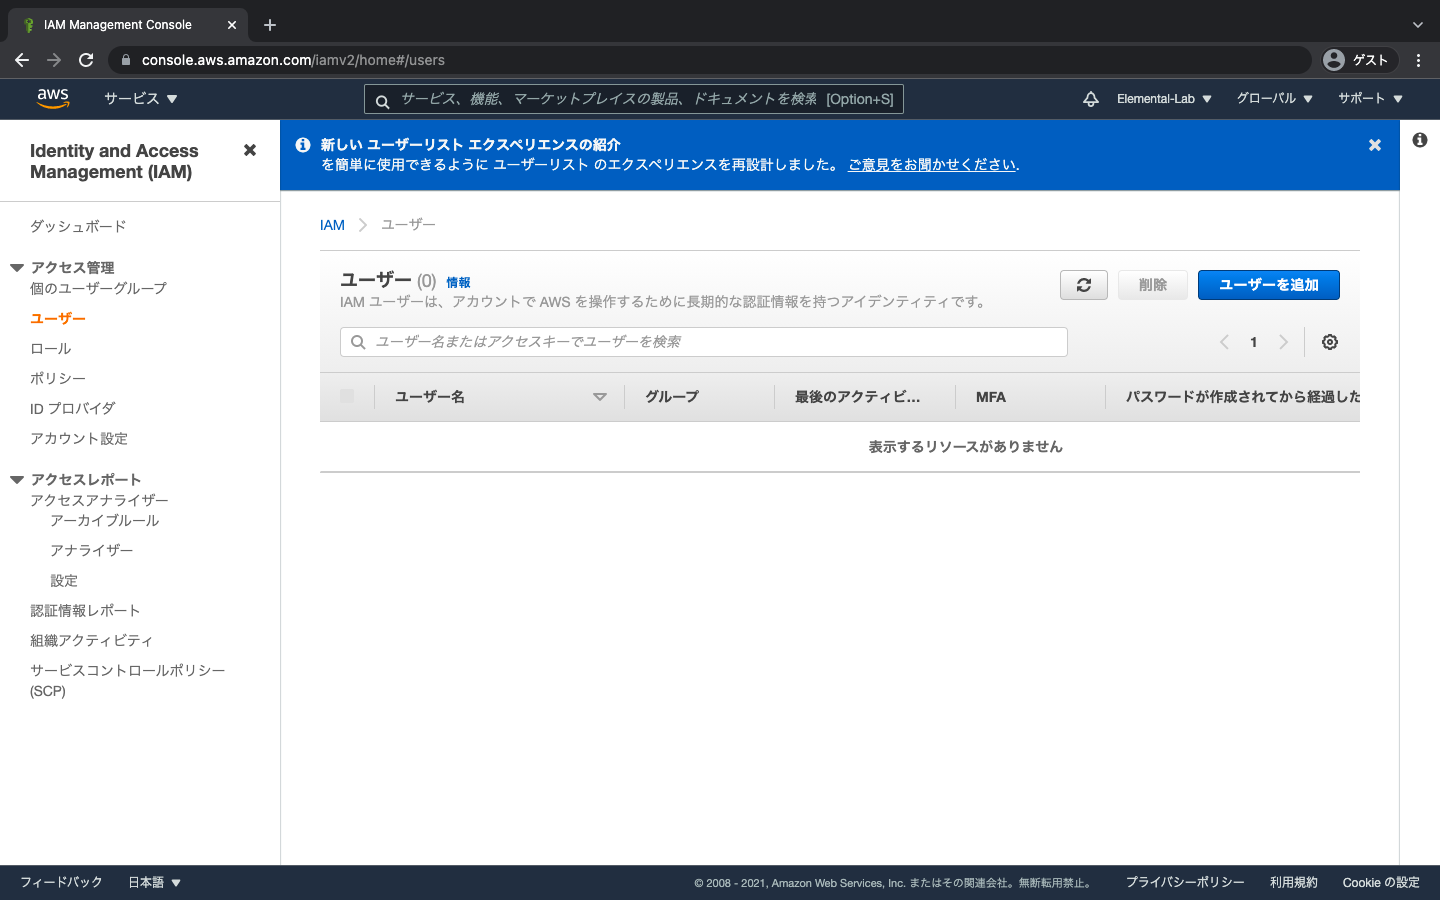 IAM Management Console
console.aws.amazon.com/iamv2/home#/users
ゲスト
aws
サービス
サービス、機能、マーケットプレイスの製品、ドキュメントを検索 [Option+S]
Elemental-Lab
グローバル
サポート
Identity and Access
Management (IAM)
ダッシュボード
アクセス管理
個のユーザーグループ
ユーザー
ロール
ポリシー
ID プロバイダ
アカウント設定
アクセスレポート
アクセスアナライザー
アーカイブルール
アナライザー
設定
認証情報レポート
組織アクティビティ
サービスコントロールポリシー
(SCP)
新しい ユーザーリスト エクスペリエンスの紹介
を簡単に使用できるように ユーザーリスト のエクスペリエンスを再設計しました。 ご意見をお聞かせください.
IAM ユーザー
ユーザー (0) 情報
IAM ユーザーは、アカウントで AWS を操作するために長期的な認証情報を持つアイデンティティです。
削除
ユーザーを追加
ユーザー名またはアクセスキーでユーザーを検索
1
ユーザー名
グループ
最後のアクティビ...
MFA
パスワードが作成されてから経過した
表示するリソースがありません
フィードバック
日本語
© 2008 - 2021, Amazon Web Services, Inc. またはその関連会社。無断転用禁止。
プライバシーポリシー
利用規約
Cookie の設定